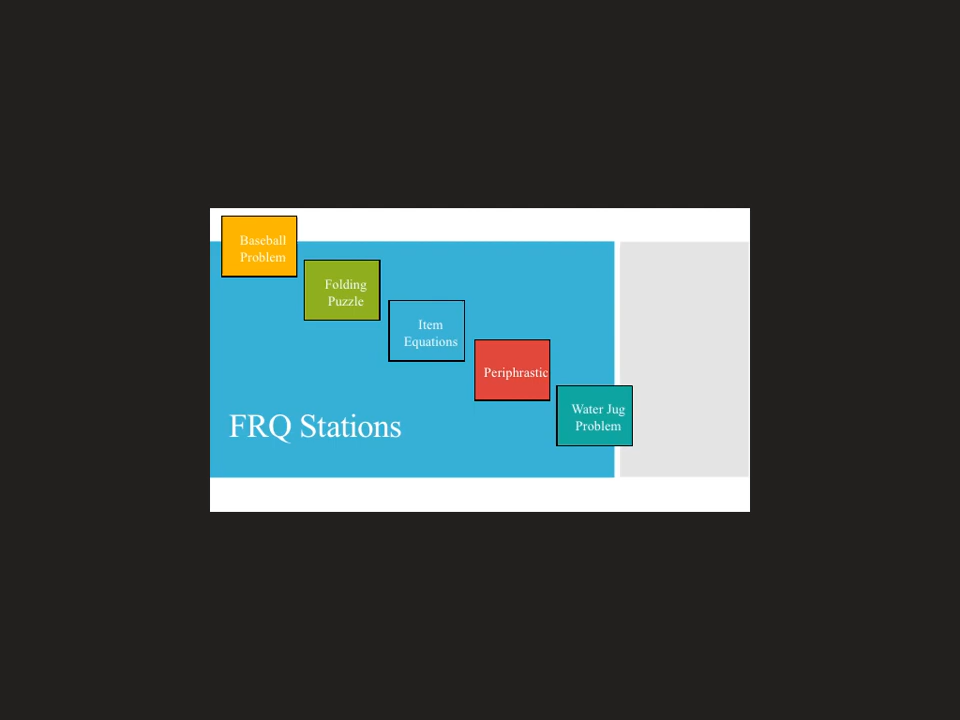 Baseball
Problem
Folding
Puzzle
Item
Equations
Periphrastic
Water Jug
Problem
FRQ Stations